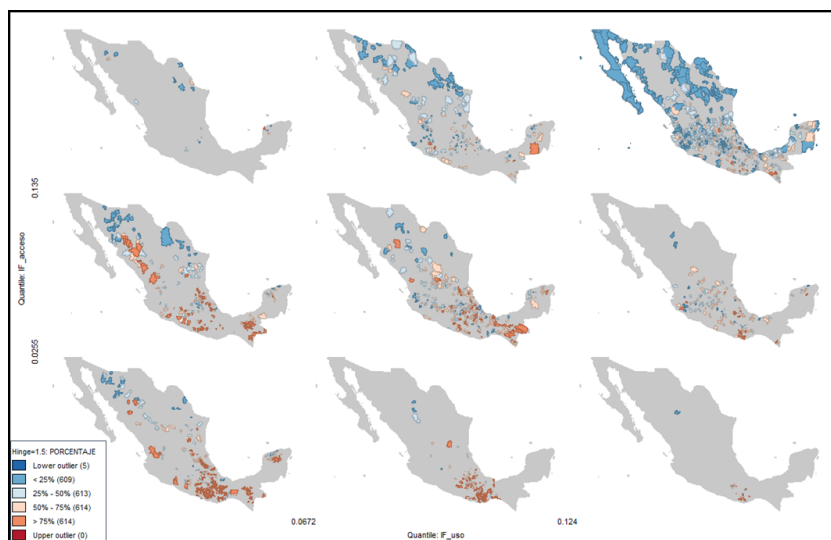 0.135
Quantile: IF_acceso
0.0255
Hinge=1.5: PORCENTAJE
Lower outlier (5)
< 25% (609)
25% - 50% (613)
50% - 75% (614)
> 75% (614)
Upper outlier (0)
0.0672
0.124
Quantile: IF_uso